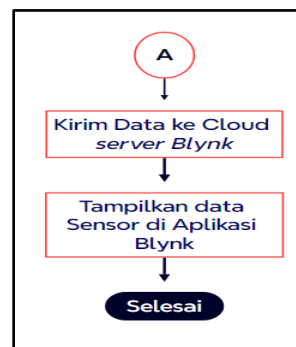 A
Kirim Data ke Cloud
server Blynk
Tampilkan data
Sensor di Aplikasi
Blynk
Selesai